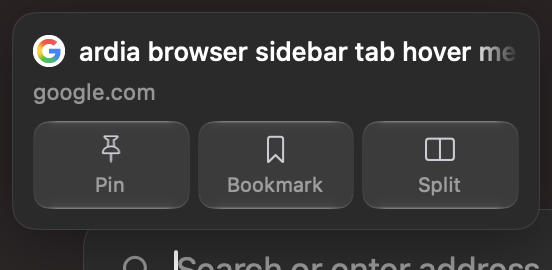 ardia browser sidebar tab hover me
google.com
Pin
Bookmark
Split
Search or enter address